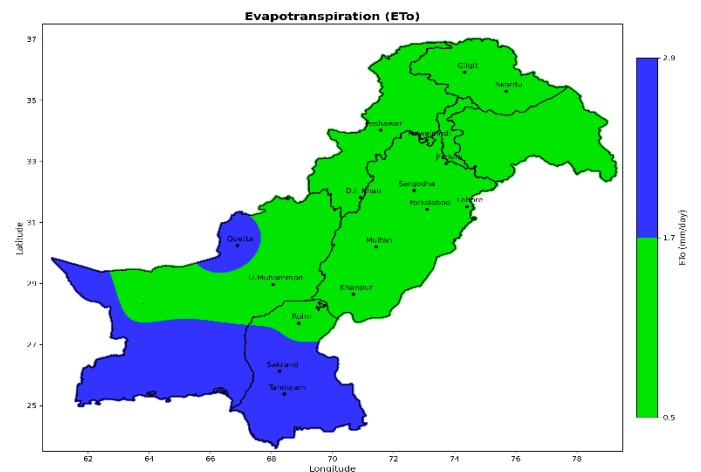 Evapotranspiration (ETo)
37
35
33
31
29
27
25
Latitude
62
64
66
68
70
72
74
76
78
Longitude
Gilgit
Skardu
Peshawar
Jhelum
D.I. Khan
Sargodha
Faisalabad
Lahore
Quetta
Multan
U.Muhammad
Khanpur
Rohri
Sakrand
Tandojam
2.9
1.7
0.5
ETo (mm/day)